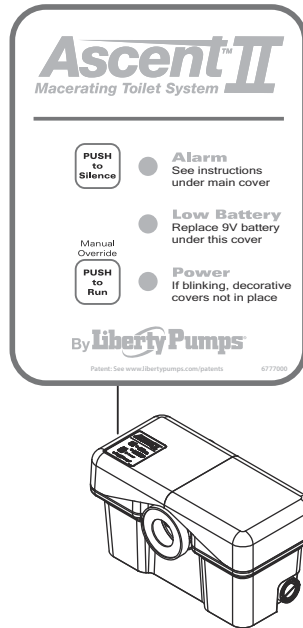 Ascent™ II
Macerating Toilet System
PUSH
to
Silence
Alarm
See instructions
under main cover
Low Battery
Replace 9V battery
under this cover
Manual
Override
PUSH
to
Run
Power
If blinking, decorative
covers not in place
By Liberty Pumps®
Patent: See www.libertypumps.com/patents 6777000